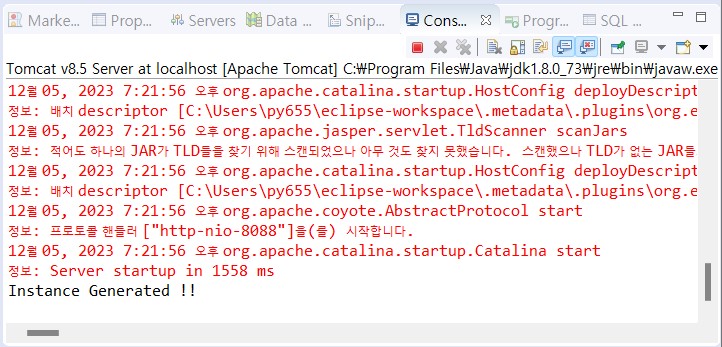 Marke... Prop... Servers Data ... Snip... Cons... Progr... SQL ...
Tomcat v8.5 Server at localhost [Apache Tomcat] C:₩Program Files₩Java₩jdk1.8.0_73₩jre₩bin₩javaw.exe
12월 05, 2023 7:21:56 오후 org.apache.catalina.startup.HostConfig deployDescript
정보: 배치 descriptor [C:\Users\py655\eclipse-workspace\.metadata\.plugins\org.e
12월 05, 2023 7:21:56 오후 org.apache.jasper.servlet.TldScanner scanJars
정보: 적어도 하나의 JAR가 TLD들을 찾기 위해 스캔되었으나 아무 것도 찾지 못했습니다. 스캔했으나 TLD가 없는 JAR들
12월 05, 2023 7:21:56 오후 org.apache.catalina.startup.HostConfig deployDescript
정보: 배치 descriptor [C:\Users\py655\eclipse-workspace\.metadata\.plugins\org.e
12월 05, 2023 7:21:56 오후 org.apache.coyote.AbstractProtocol start
정보: 프로토콜 핸들러 ["http-nio-8088"]을(를) 시작합니다.
12월 05, 2023 7:21:56 오후 org.apache.catalina.startup.Catalina start
정보: Server startup in 1558 ms
Instance Generated !!